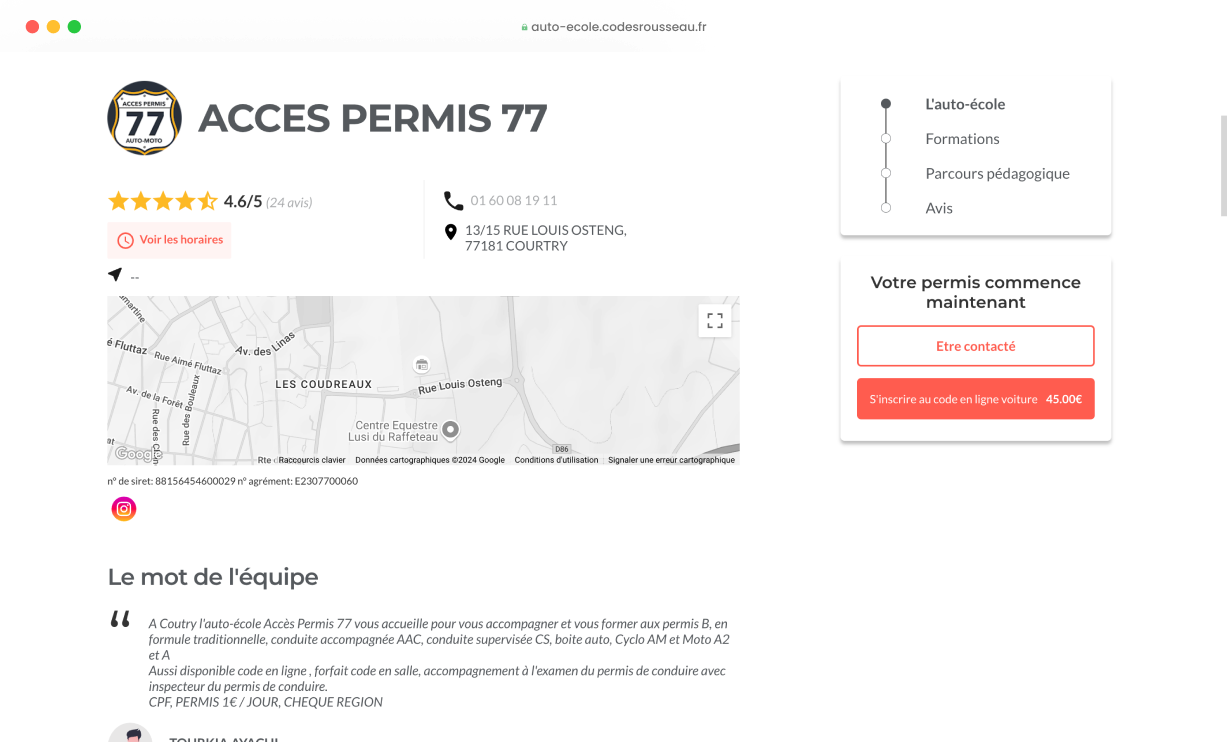 auto-ecole.codesrousseau.fr
ACCES PERMIS
77
AUTO-MOTO
ACCES PERMIS 77
4.6/5 (24 avis)
Voir les horaires
--
01 60 08 19 11
13/15 RUE LOUIS OSTENG,
77181 COURTRY
Av. des Linas
Fluttaz
Rue Aimé Fluttaz
LES COUDREAUX
Rue Louis Osteng
Av. de la Forêt
Rue des Bouleaux
Centre Equestre
Lusi du Raffeteau
D86
Google
Raccourcis clavier
Données cartographiques ©2024 Google
Conditions d'utilisation
Signaler une erreur cartographique
n° de siret: 88156454600029 n° agrément: E2307700060
Le mot de l'équipe
“ A Coutry l'auto-école Accès Permis 77 vous accueille pour vous accompagner et vous former aux permis B, en
formule traditionnelle, conduite accompagnée AAC, conduite supervisée CS, boite auto, Cyclo AM et Moto A2
et A
Aussi disponible code en ligne , forfait code en salle, accompagnement à l'examen du permis de conduire avec
inspecteur du permis de conduire.
CPF, PERMIS 1€ / JOUR, CHEQUE REGION
TOURKIA AYACHI
L'auto-école
Formations
Parcours pédagogique
Avis
Votre permis commence
maintenant
Etre contacté
S'inscrire au code en ligne voiture 45.00€